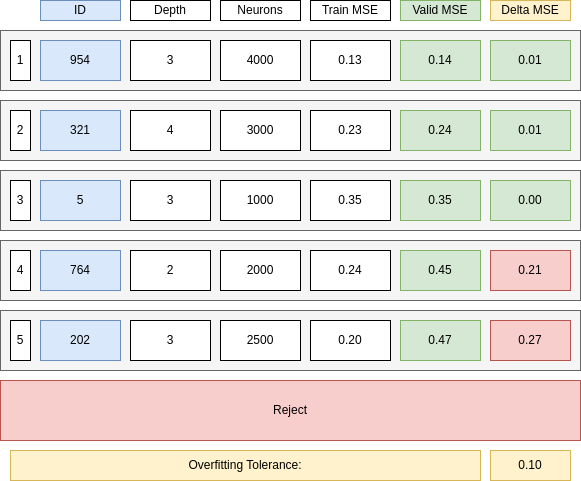 ID Depth Neurons Train MSE Valid MSE Delta MSE
1 954 3 4000 0.13 0.14 0.01
2 321 4 3000 0.23 0.24 0.01
3 5 3 1000 0.35 0.35 0.00
4 764 2 2000 0.24 0.45 0.21
5 202 3 2500 0.20 0.47 0.27
Reject
Overfitting Tolerance: 0.10